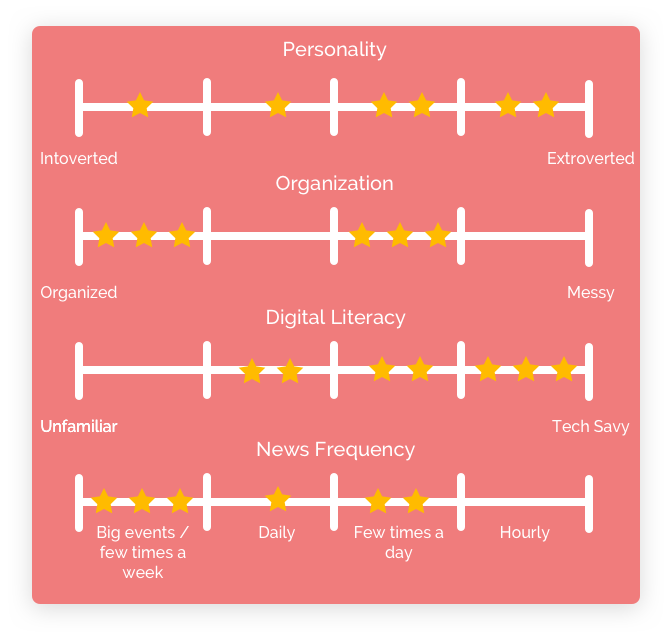 Personality
Intoverted
Extroverted
Organization
Organized
Messy
Digital Literacy
Unfamiliar
Tech Savy
News Frequency
Big events /
few times a
week
Daily
Few times a
day
Hourly